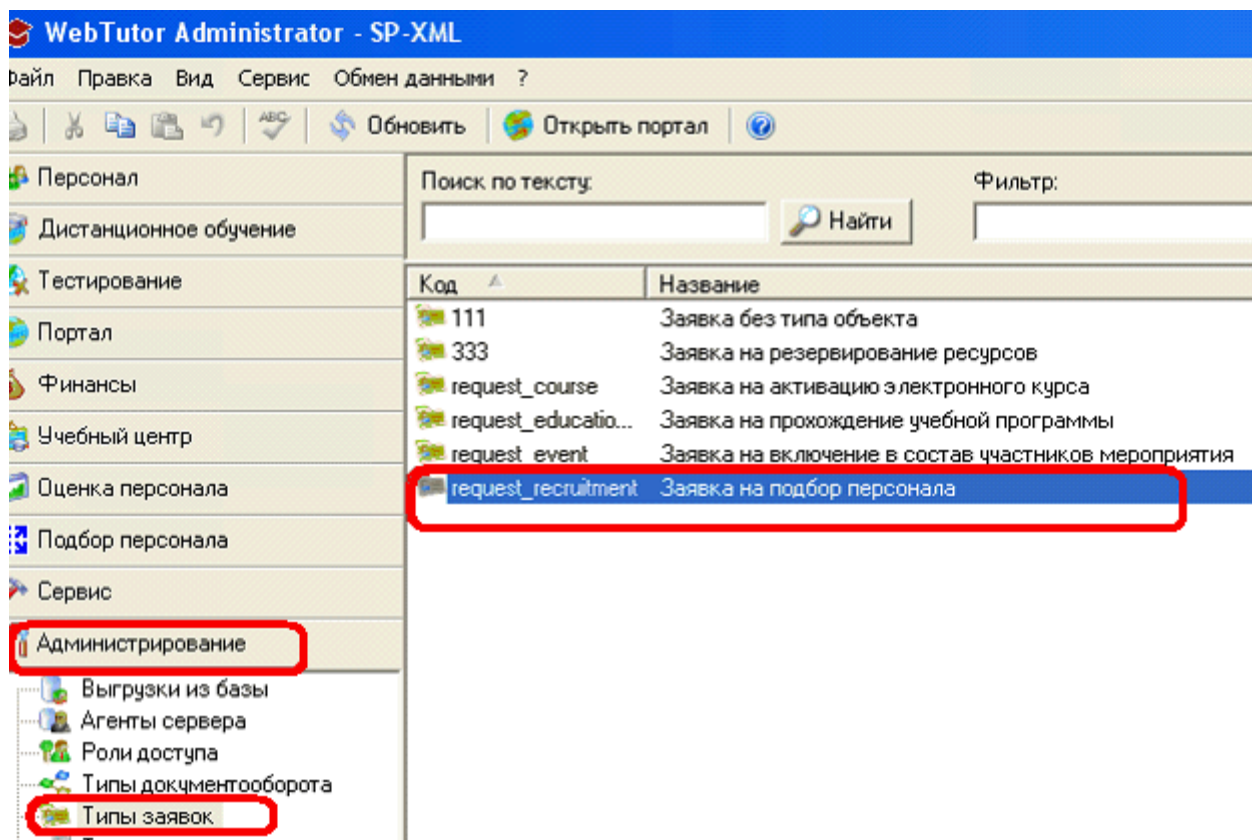 WebTutor Administrator - SP-XML
Файл Правка Вид Сервис Обмен данными ?
ABC Обновить Открыть портал ?
Персонал
Дистанционное обучение
Тестирование
Портал
Финансы
Учебный центр
Оценка персонала
Подбор персонала
Сервис
Администрирование
Выгрузки из базы
Агенты сервера
Роли доступа
Типы документооборота
Типы заявок
Поиск по тексту:
Фильтр:
Найти
Код Название
111 Заявка без типа объекта
333 Заявка на резервирование ресурсов
request_course Заявка на активацию электронного курса
request_educatio... Заявка на прохождение учебной программы
request_event Заявка на включение в состав участников мероприятия
request_recruitment Заявка на подбор персонала